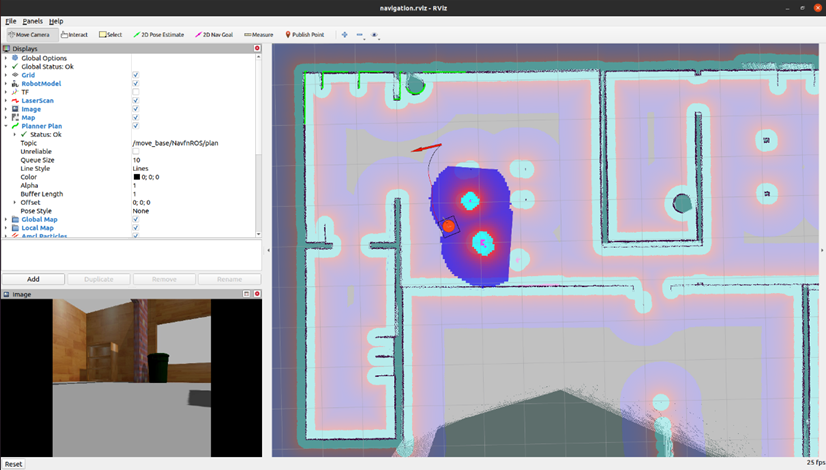 navigation.rviz - RViz
File Panels Help
Move Camera Interact Select 2D Pose Estimate 2D Nav Goal Measure Publish Point
Displays
Global Options
Global Status: Ok
Grid
RobotModel
TF
LaserScan
Image
Map
Planner Plan
Status: Ok
Topic /move_base/NavfnROS/plan
Unreliable
Queue Size 10
Line Style Lines
Color 0; 0; 0
Alpha 1
Buffer Length 1
Offset 0; 0; 0
Pose Style None
Global Map
Local Map
Amcl Particles
Add Duplicate Remove Rename
Image
Reset 25 fps